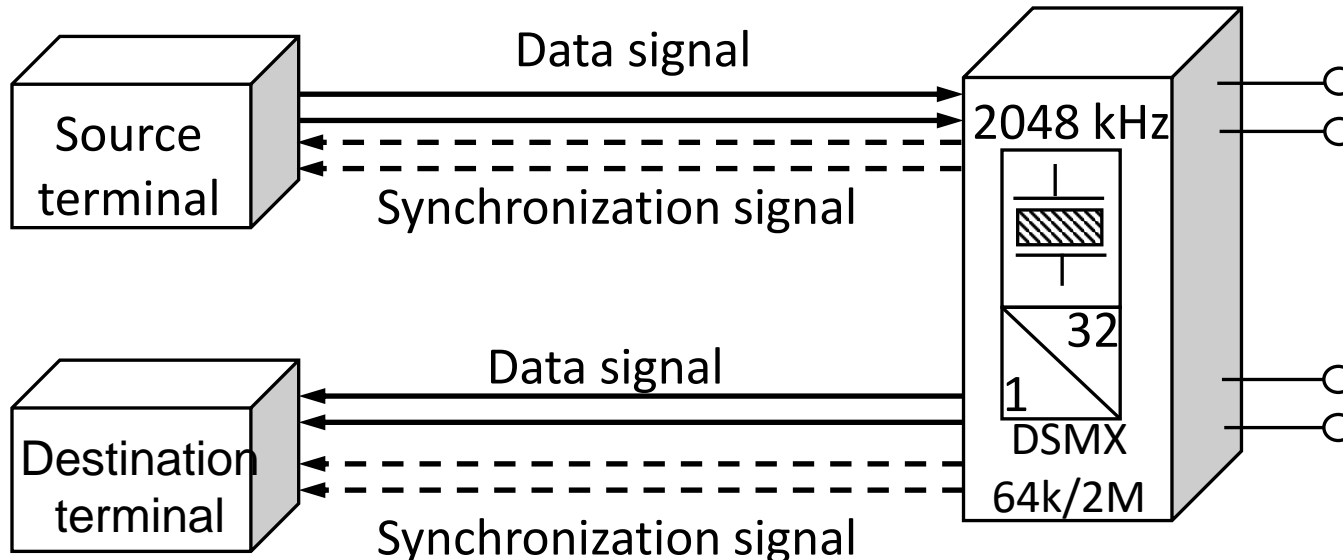 Data signal
Source
terminal
Synchronization signal
2048 kHz
32
1
DSMX
64k/2M
Data signal
Destination
terminal
Synchronization signal